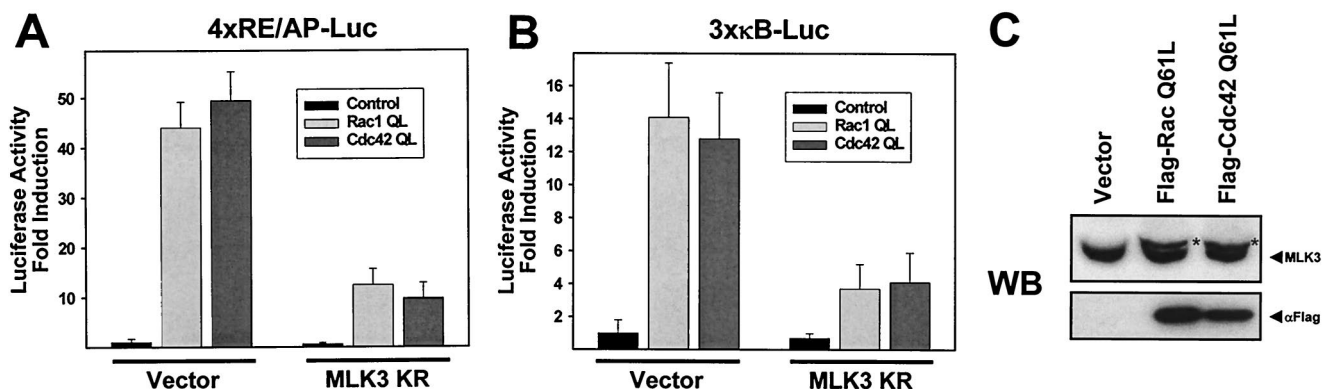 A
4xRE/AP-Luc
Luciferase Activity
Fold Induction
50
40
30
20
10
Control
Rac1 QL
Cdc42 QL
Vector
MLK3 KR
B
3xκB-Luc
Luciferase Activity
Fold Induction
16
14
12
10
8
6
4
2
Control
Rac1 QL
Cdc42 QL
Vector
MLK3 KR
C
Vector
Flag-Rac Q61L
Flag-Cdc42 Q61L
* *
◀MLK3
WB
◀αFlag